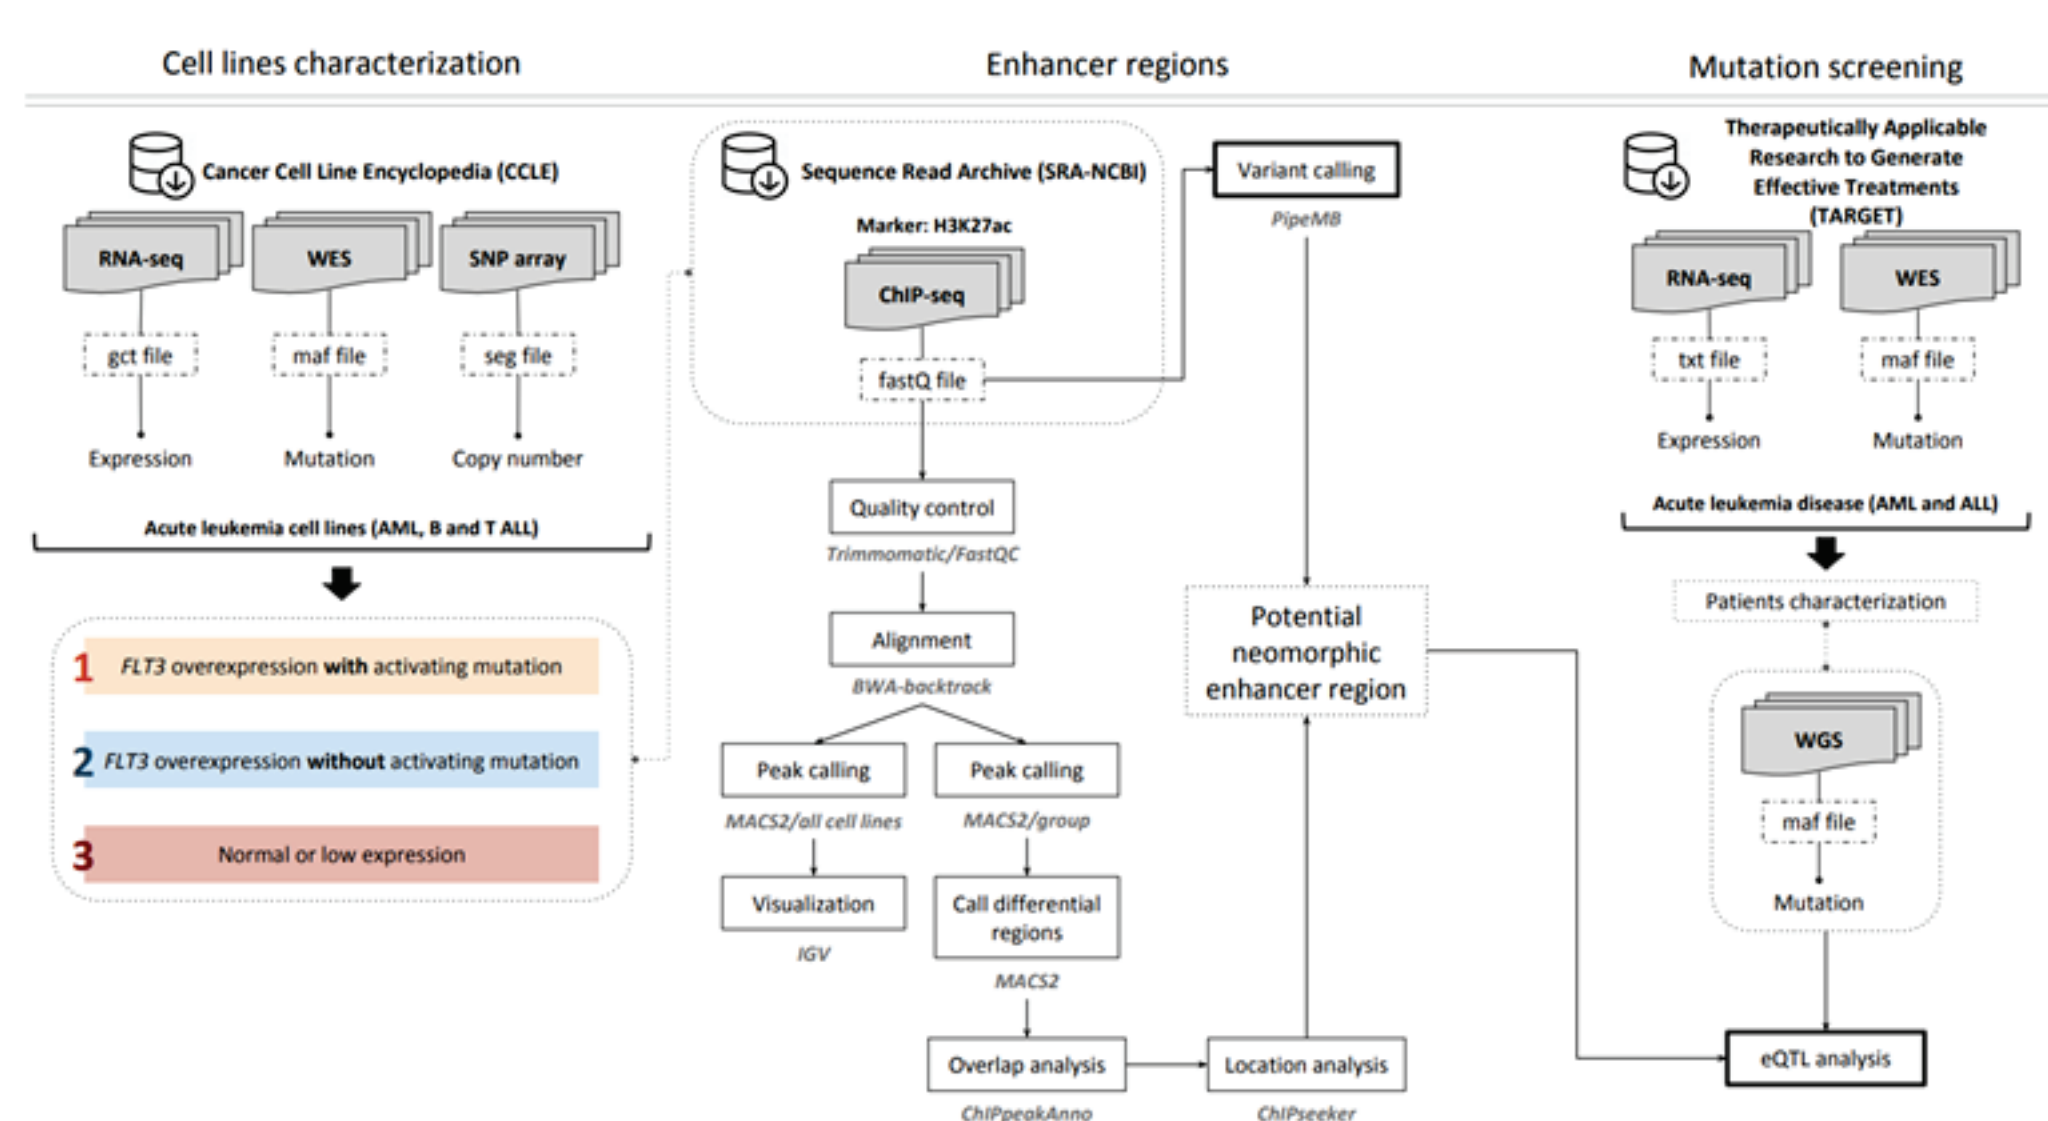 Cell lines characterization
Enhancer regions
Mutation screening
Cancer Cell Line Encyclopedia (CCLE)
RNA-seq
WES
SNP array
gct file
maf file
seg file
Expression
Mutation
Copy number
Acute leukemia cell lines (AML, B and T ALL)
1 FLT3 overexpression with activating mutation
2 FLT3 overexpression without activating mutation
3 Normal or low expression
Sequence Read Archive (SRA-NCBI)
Marker: H3K27ac
ChIP-seq
fastQ file
Quality control
Trimmomatic/FastQC
Alignment
BWA-backtrack
Peak calling
MACS2/all cell lines
Visualization
IGV
Peak calling
MACS2/group
Call differential
regions
MACS2
Overlap analysis
ChIPpeakAnno
Location analysis
ChIPseeker
Variant calling
PipeMB
Potential
neomorphic
enhancer region
Therapeutically Applicable
Research to Generate
Effective Treatments
(TARGET)
RNA-seq
WES
txt file
maf file
Expression
Mutation
Acute leukemia disease (AML and ALL)
Patients characterization
WGS
maf file
Mutation
eQTL analysis